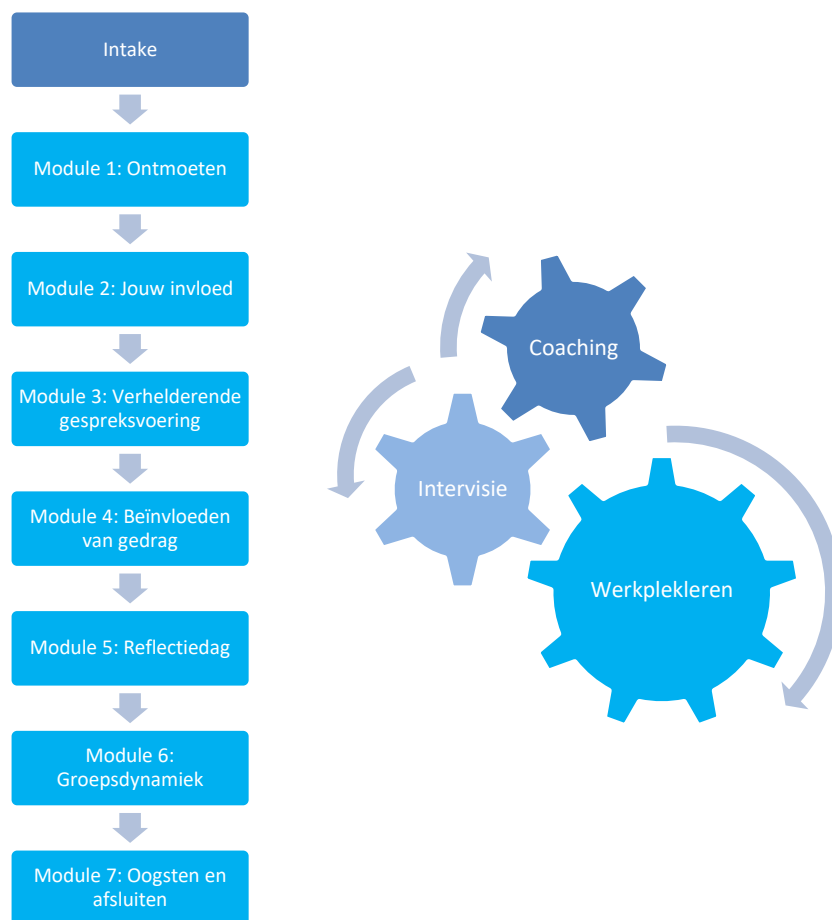 Intake
Module 1: Ontmoeten
Module 2: Jouw invloed
Module 3: Verhelderende
gespreksvoering
Module 4: Beïnvloeden
van gedrag
Module 5: Reflectiedag
Module 6:
Groepsdynamiek
Module 7: Oogsten en
afsluiten
Coaching
Intervisie
Werkplekleren